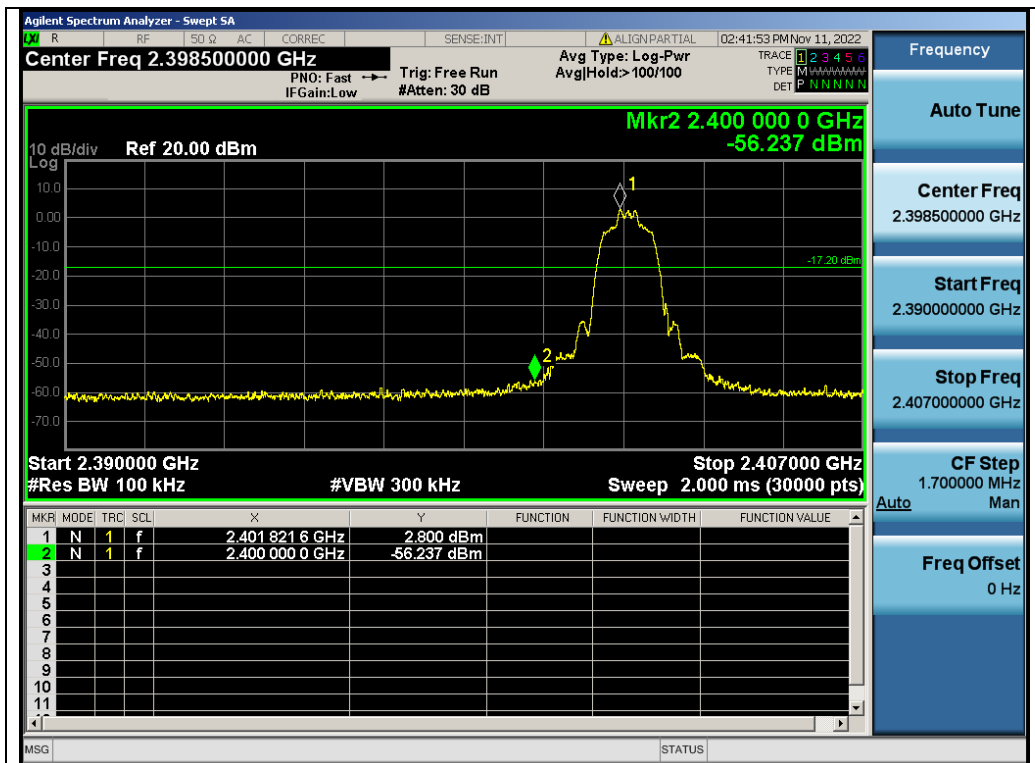 Agilent Spectrum Analyzer - Swept SA
LXI R RF 50 Ω AC CORREC SENSE:INT ALIGN PARTIAL 02:41:53 PM Nov 11, 2022
Center Freq 2.398500000 GHz
PNO: Fast
IFGain:Low
Trig: Free Run
#Atten: 30 dB
Avg Type: Log-Pwr
Avg|Hold:>100/100
TRACE 1 2 3 4 5 6
TYPE M
DET P N N N N N
Mkr2 2.400 000 0 GHz
-56.237 dBm
10 dB/div Ref 20.00 dBm
Log
10.0
0.00
-10.0
-20.0
-30.0
-40.0
-50.0
-60.0
-70.0
1
-17.20 dBm
2
Start 2.390000 GHz Stop 2.407000 GHz
#Res BW 100 kHz #VBW 300 kHz Sweep 2.000 ms (30000 pts)
MKR MODE TRC SCL X Y FUNCTION FUNCTION WIDTH FUNCTION VALUE
1 N 1 f 2.401 821 6 GHz 2.800 dBm
2 N 1 f 2.400 000 0 GHz -56.237 dBm
3
4
5
6
7
8
9
10
11
MSG STATUS
Frequency
Auto Tune
Center Freq
2.398500000 GHz
Start Freq
2.390000000 GHz
Stop Freq
2.407000000 GHz
CF Step
1.700000 MHz
Auto Man
Freq Offset
0 Hz